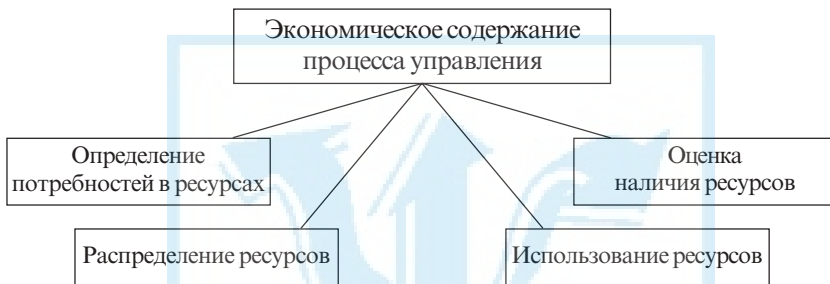 Экономическое содержание
процесса управления
Определение
потребностей в ресурсах
Оценка
наличия ресурсов
Распределение ресурсов
Использование ресурсов